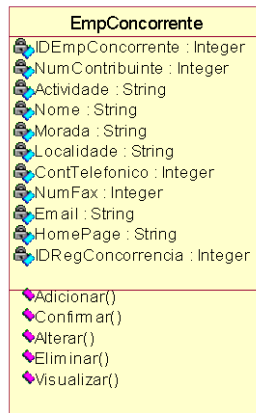 EmpConcorrente
IDEmpConcorrente : Integer
NumContribuinte : Integer
Actividade : String
Nome : String
Morada : String
Localidade : String
ContTelefonico : Integer
NumFax : Integer
Email : String
HomePage : String
IDRegConcorrencia : Integer
Adicionar()
Confirmar()
Alterar()
Eliminar()
Visualizar()